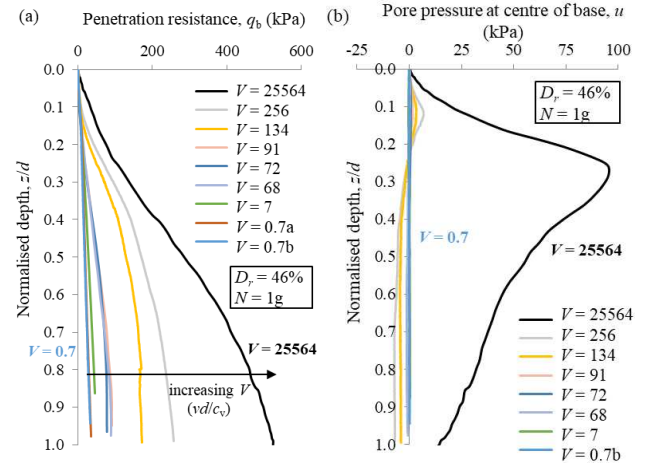 (a)
Penetration resistance, qb (kPa)
0 200 400 600
Normalised depth, z/d
0.0
0.1
0.2
0.3
0.4
0.5
0.6
0.7
0.8
0.9
1.0
V = 25564
V = 256
V = 134
V = 91
V = 72
V = 68
V = 7
V = 0.7a
V = 0.7b
Dr = 46%
N = 1g
V = 0.7
V = 25564
increasing V
(vd/cv)
(b)
Pore pressure at centre of base, u
(kPa)
-25 0 25 50 75 100
Normalised depth, z/d
0.0
0.1
0.2
0.3
0.4
0.5
0.6
0.7
0.8
0.9
1.0
Dr = 46%
N = 1g
V = 0.7
V = 25564
V = 25564
V = 256
V = 134
V = 91
V = 72
V = 68
V = 7
V = 0.7b